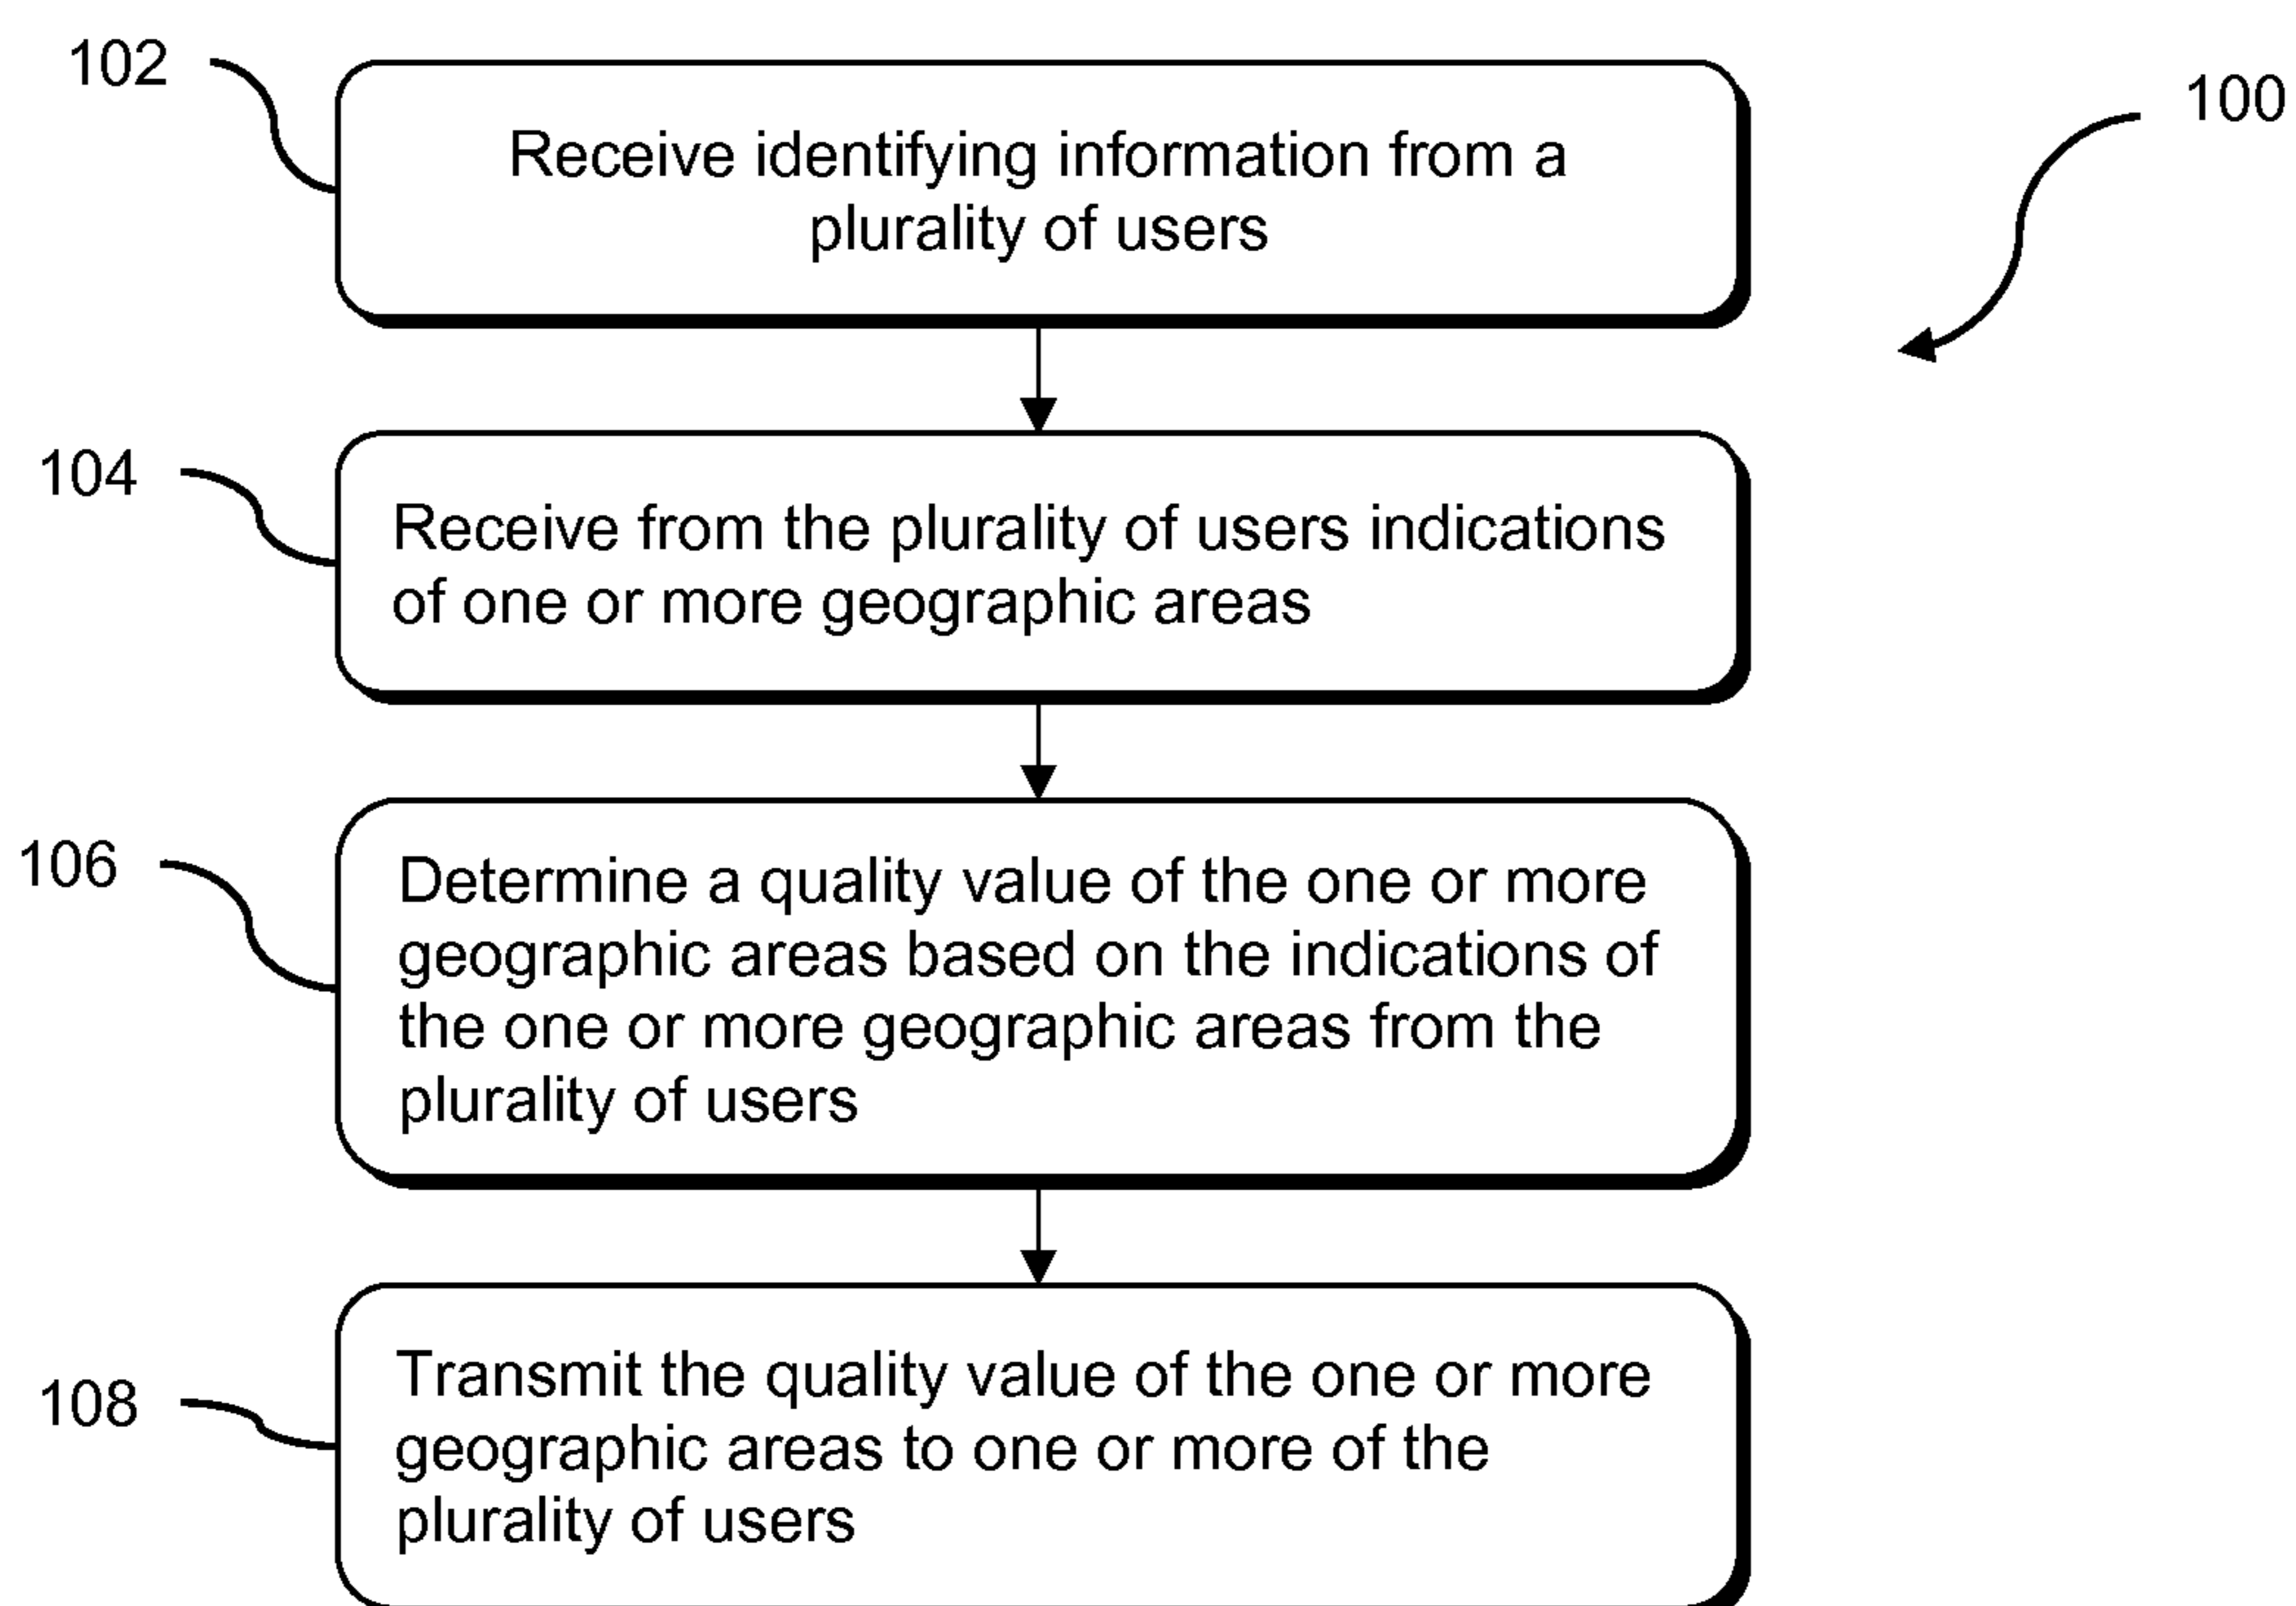 102
100
Receive identifying information from a
plurality of users
104
Receive from the plurality of users indications
of one or more geographic areas
106
Determine a quality value of the one or more
geographic areas based on the indications of
the one or more geographic areas from the
plurality of users
108
Transmit the quality value of the one or more
geographic areas to one or more of the
plurality of users